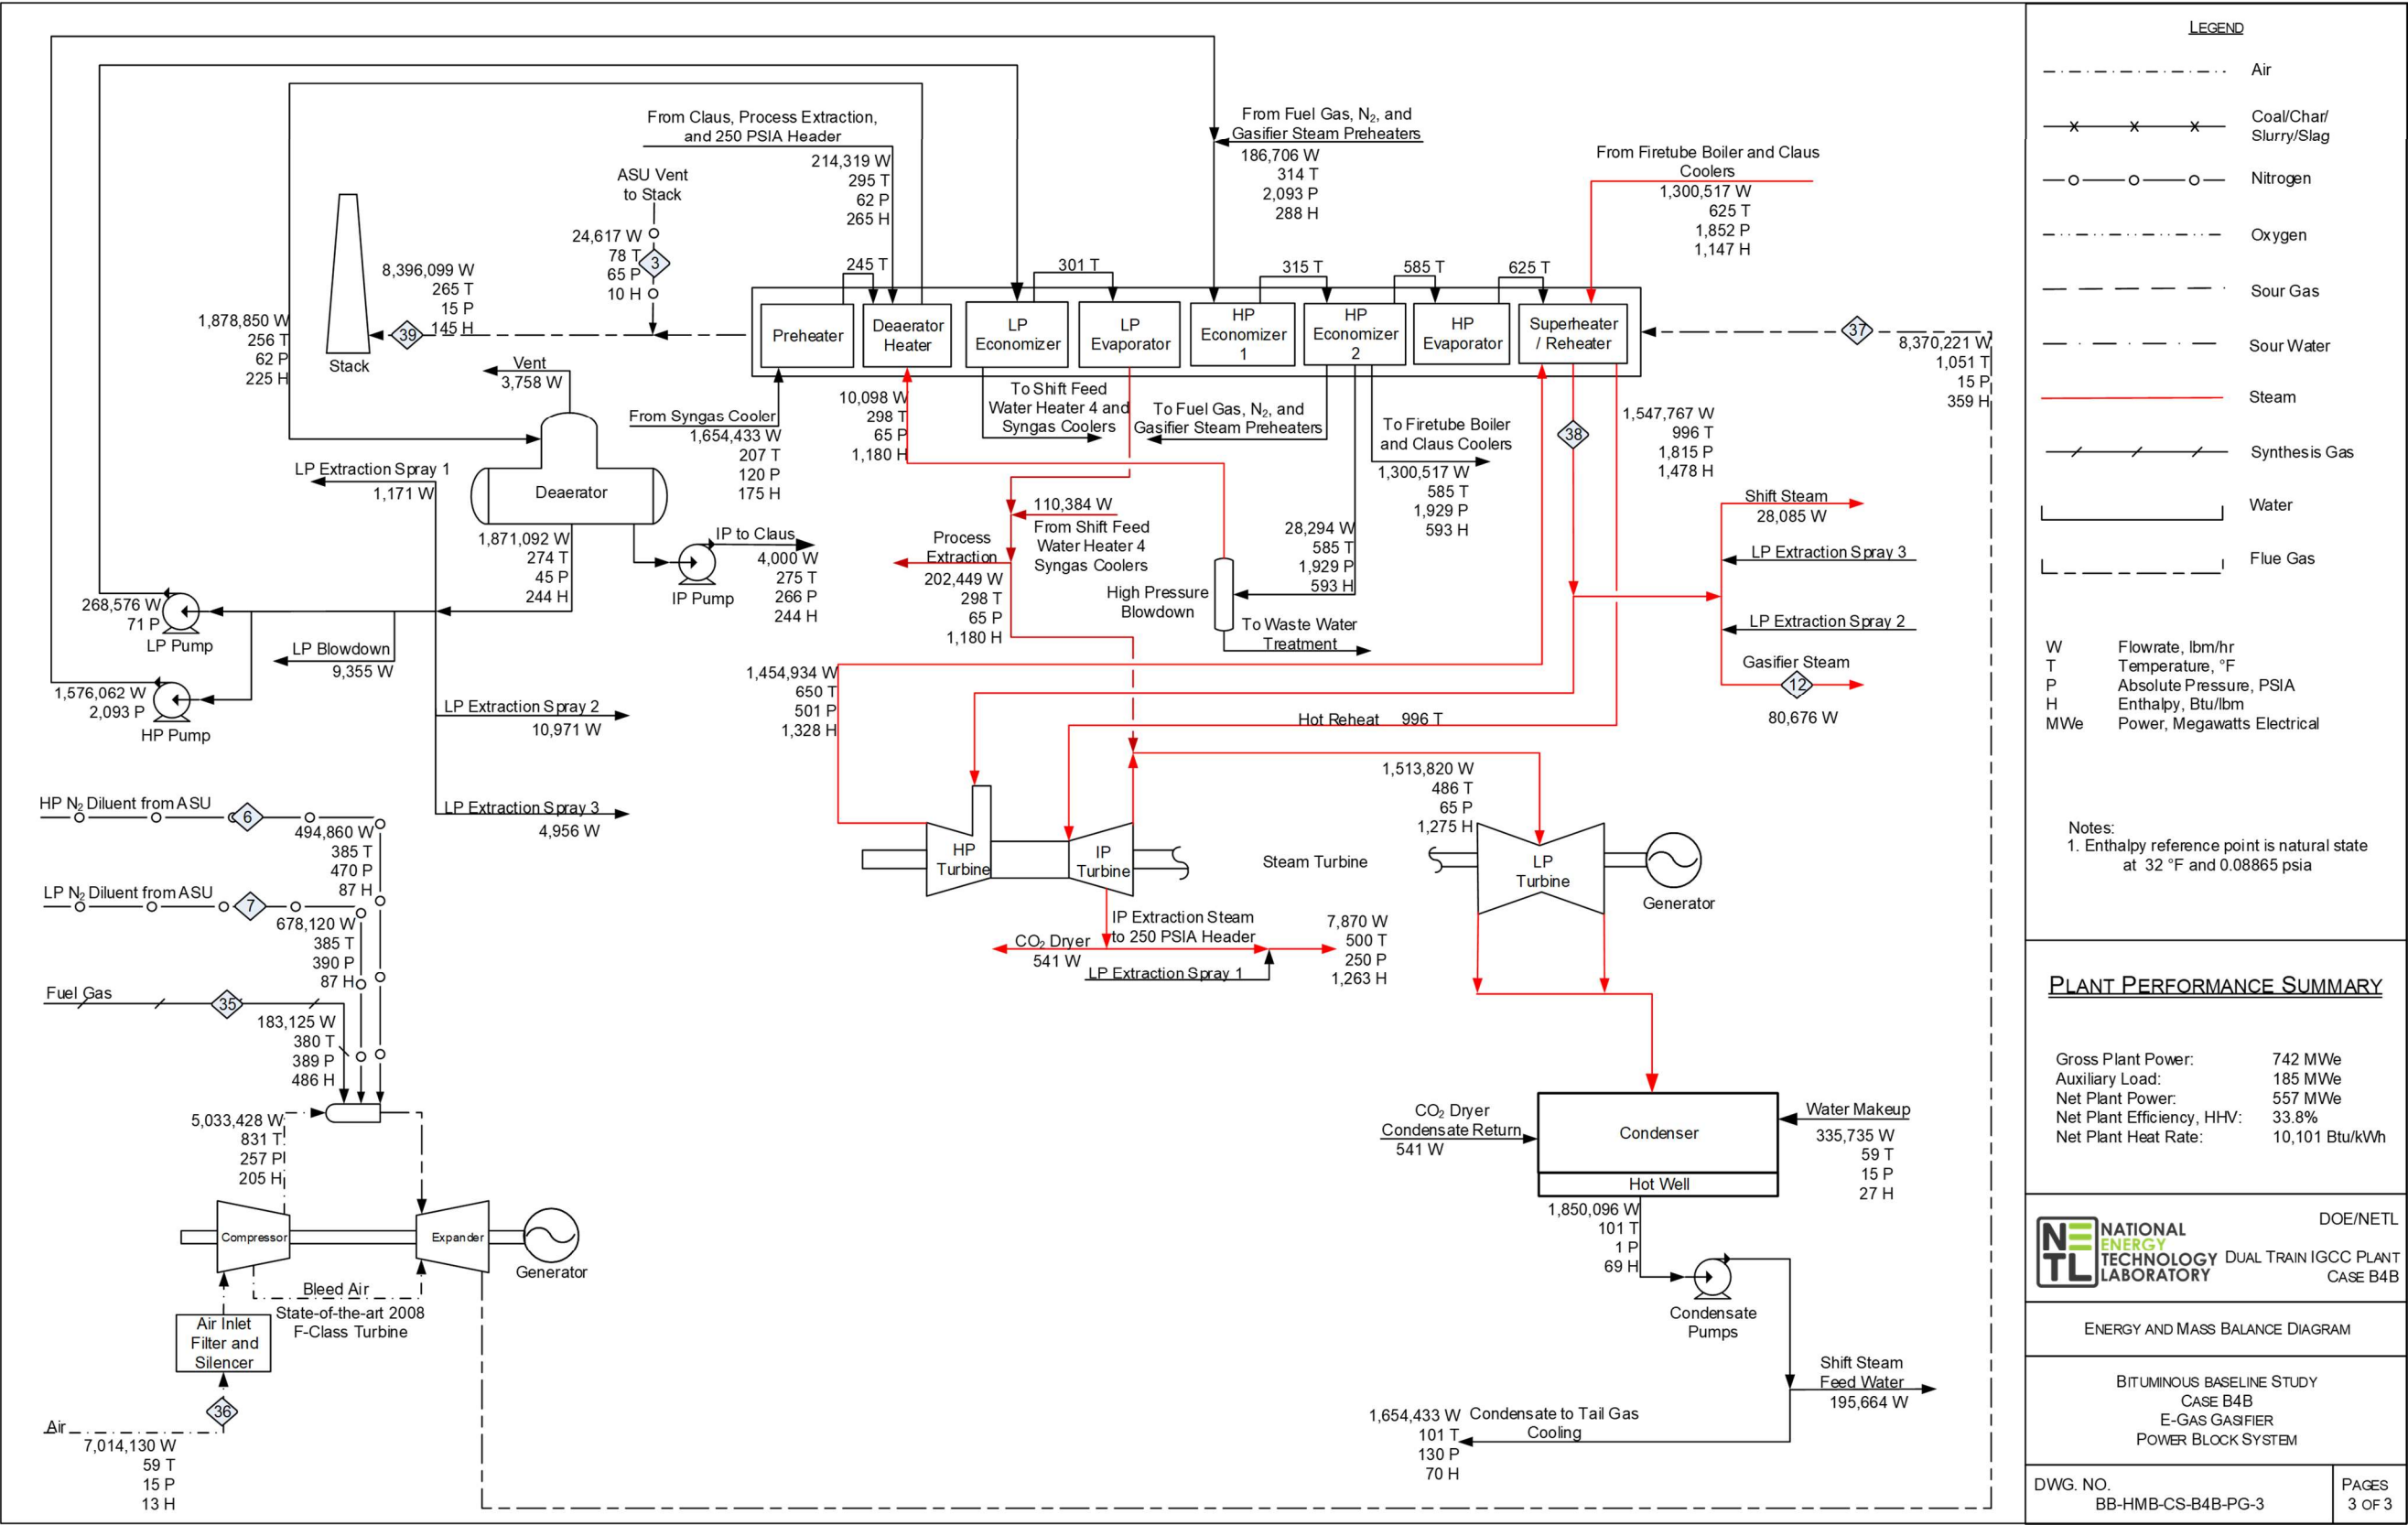 From Claus, Process Extraction,
and 250 PSIA Header
214,319 W
295 T
62 P
265 H
ASU Vent
to Stack
24,617 W
78 T
65 P
10 H
3
From Fuel Gas, N₂, and
Gasifier Steam Preheaters
186,706 W
314 T
2,093 P
288 H
From Firetube Boiler and Claus
Coolers
1,300,517 W
625 T
1,852 P
1,147 H
8,396,099 W
265 T
15 P
145 H
39
Stack
1,878,850 W
256 T
62 P
225 H
245 T
301 T
315 T
585 T
625 T
Preheater
Deaerator
Heater
LP
Economizer
LP
Evaporator
HP
Economizer
1
HP
Economizer
2
HP
Evaporator
Superheater
/ Reheater
37
8,370,221 W
1,051 T
15 P
359 H
Vent
3,758 W
Deaerator
From Syngas Cooler
1,654,433 W
207 T
120 P
175 H
10,098 W
298 T
65 P
1,180 H
To Shift Feed
Water Heater 4 and
Syngas Coolers
To Fuel Gas, N₂, and
Gasifier Steam Preheaters
To Firetube Boiler
and Claus Coolers
1,300,517 W
585 T
1,929 P
593 H
38
1,547,767 W
996 T
1,815 P
1,478 H
LP Extraction Spray 1
1,171 W
1,871,092 W
274 T
45 P
244 H
IP to Claus
4,000 W
275 T
266 P
244 H
IP Pump
110,384 W
From Shift Feed
Water Heater 4
Syngas Coolers
Process
Extraction
202,449 W
298 T
65 P
1,180 H
28,294 W
585 T
1,929 P
593 H
High Pressure
Blowdown
To Waste Water
Treatment
Shift Steam
28,085 W
LP Extraction Spray 3
LP Extraction Spray 2
Gasifier Steam
12
80,676 W
268,576 W
71 P
LP Pump
LP Blowdown
9,355 W
1,576,062 W
2,093 P
HP Pump
LP Extraction Spray 2
10,971 W
LP Extraction Spray 3
4,956 W
1,454,934 W
650 T
501 P
1,328 H
Hot Reheat 996 T
1,513,820 W
486 T
65 P
1,275 H
HP
Turbine
IP
Turbine
Steam Turbine
LP
Turbine
Generator
IP Extraction Steam
to 250 PSIA Header
CO₂ Dryer
541 W
LP Extraction Spray 1
7,870 W
500 T
250 P
1,263 H
HP N₂ Diluent from ASU
6
494,860 W
385 T
470 P
87 H
LP N₂ Diluent from ASU
7
678,120 W
385 T
390 P
87 H
Fuel Gas
35
183,125 W
380 T
389 P
486 H
5,033,428 W
831 T
257 P
205 H
Compressor
Expander
Generator
Bleed Air
State-of-the-art 2008
F-Class Turbine
Air Inlet
Filter and
Silencer
36
Air
7,014,130 W
59 T
15 P
13 H
CO₂ Dryer
Condensate Return
541 W
Condenser
Hot Well
Water Makeup
335,735 W
59 T
15 P
27 H
1,850,096 W
101 T
1 P
69 H
Condensate
Pumps
Shift Steam
Feed Water
195,664 W
1,654,433 W
101 T
130 P
70 H
Condensate to Tail Gas
Cooling
LEGEND
Air
Coal/Char/
Slurry/Slag
Nitrogen
Oxygen
Sour Gas
Sour Water
Steam
Synthesis Gas
Water
Flue Gas
W Flowrate, lbm/hr
T Temperature, °F
P Absolute Pressure, PSIA
H Enthalpy, Btu/lbm
MWe Power, Megawatts Electrical
Notes:
1. Enthalpy reference point is natural state
at 32 °F and 0.08865 psia
PLANT PERFORMANCE SUMMARY
Gross Plant Power: 742 MWe
Auxiliary Load: 185 MWe
Net Plant Power: 557 MWe
Net Plant Efficiency, HHV: 33.8%
Net Plant Heat Rate: 10,101 Btu/kWh
NETL
NATIONAL
ENERGY
TECHNOLOGY
LABORATORY
DOE/NETL
DUAL TRAIN IGCC PLANT
CASE B4B
ENERGY AND MASS BALANCE DIAGRAM
BITUMINOUS BASELINE STUDY
CASE B4B
E-GAS GASIFIER
POWER BLOCK SYSTEM
DWG. NO.
BB-HMB-CS-B4B-PG-3
PAGES
3 OF 3